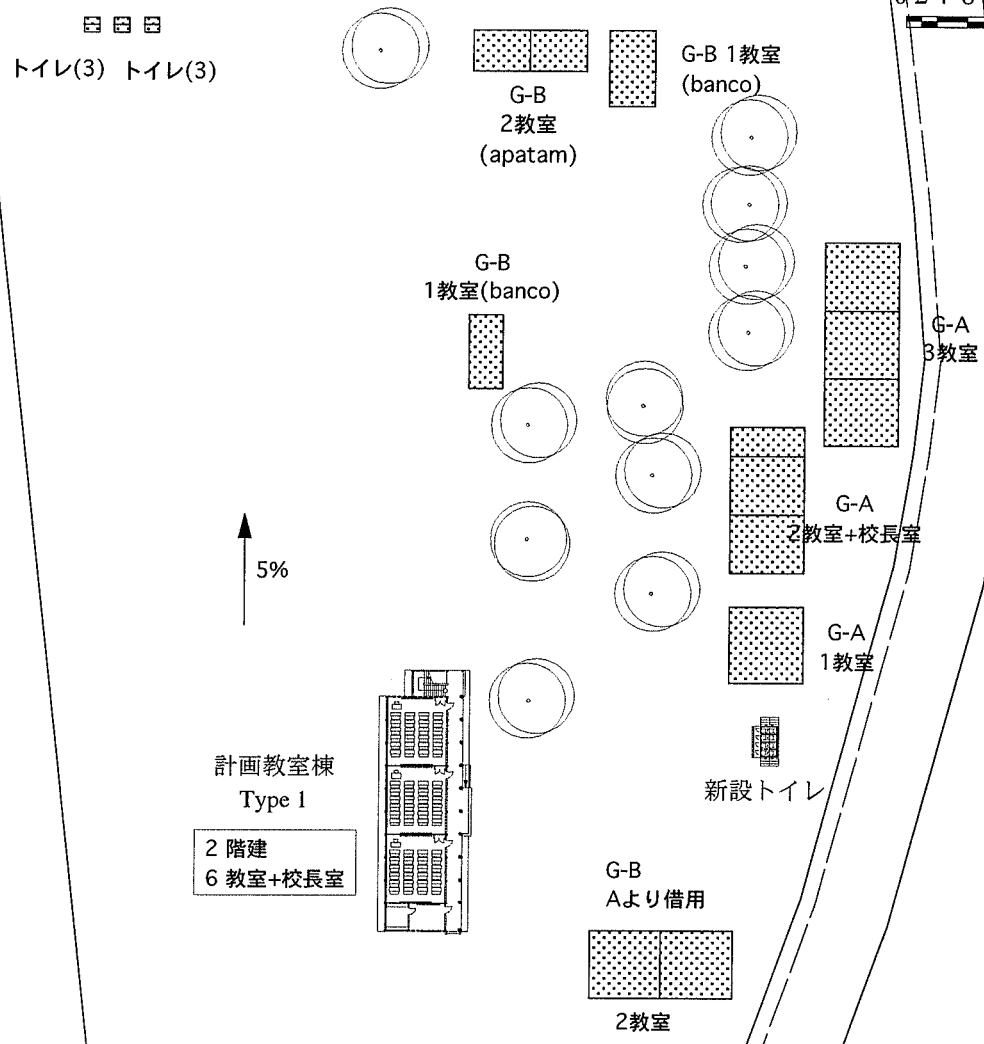 トイレ(3) トイレ(3)
G-B
2教室
(apatam)
G-B 1教室
(banco)
G-B
1教室(banco)
G-A
3教室
G-A
2教室+校長室
5%
G-A
1教室
計画教室棟
Type 1
2 階建
6 教室+校長室
新設トイレ
G-B
Aより借用
2教室